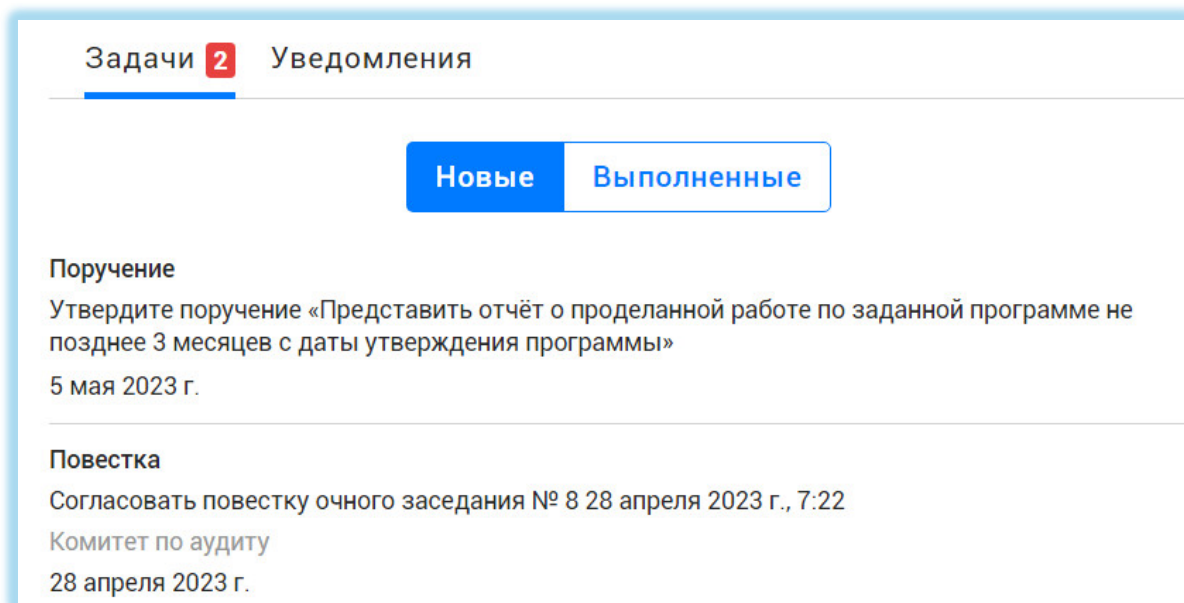 Задачи 2 Уведомления
Новые Выполненные
Поручение
Утвердите поручение «Представить отчёт о проделанной работе по заданной программе не
позднее 3 месяцев с даты утверждения программы»
5 мая 2023 г.
Повестка
Согласовать повестку очного заседания № 8 28 апреля 2023 г., 7:22
Комитет по аудиту
28 апреля 2023 г.